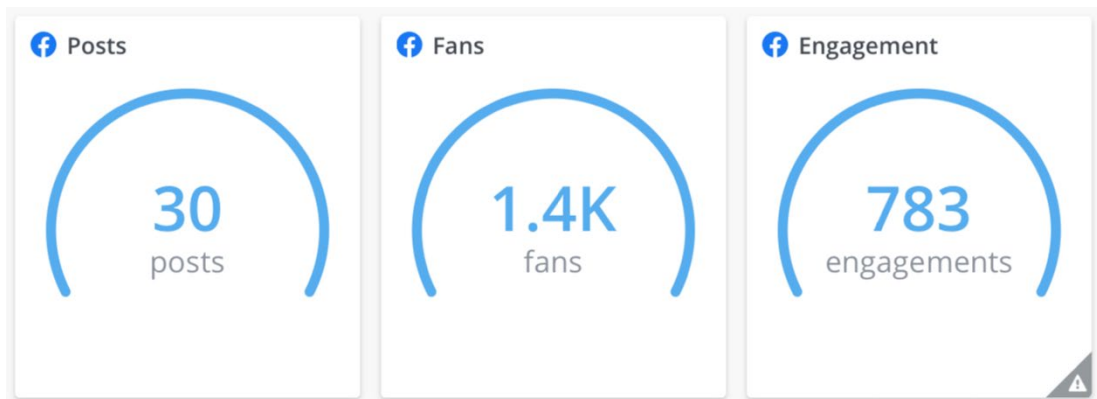 Posts
30
posts
Fans
1.4K
fans
Engagement
783
engagements